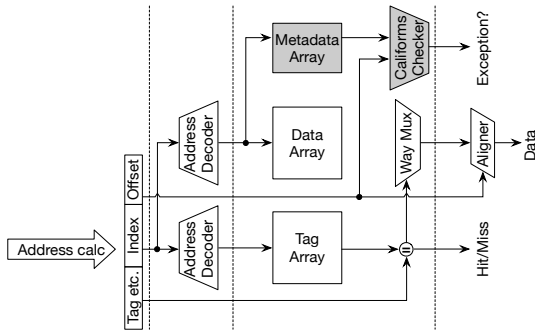 Metadata
Array
Califorms
Checker
Exception?
Address
Decoder
Data
Array
Way Mux
Aligner
Data
Offset
Index
Tag etc.
Address calc
Address
Decoder
Tag
Array
=
Hit/Miss